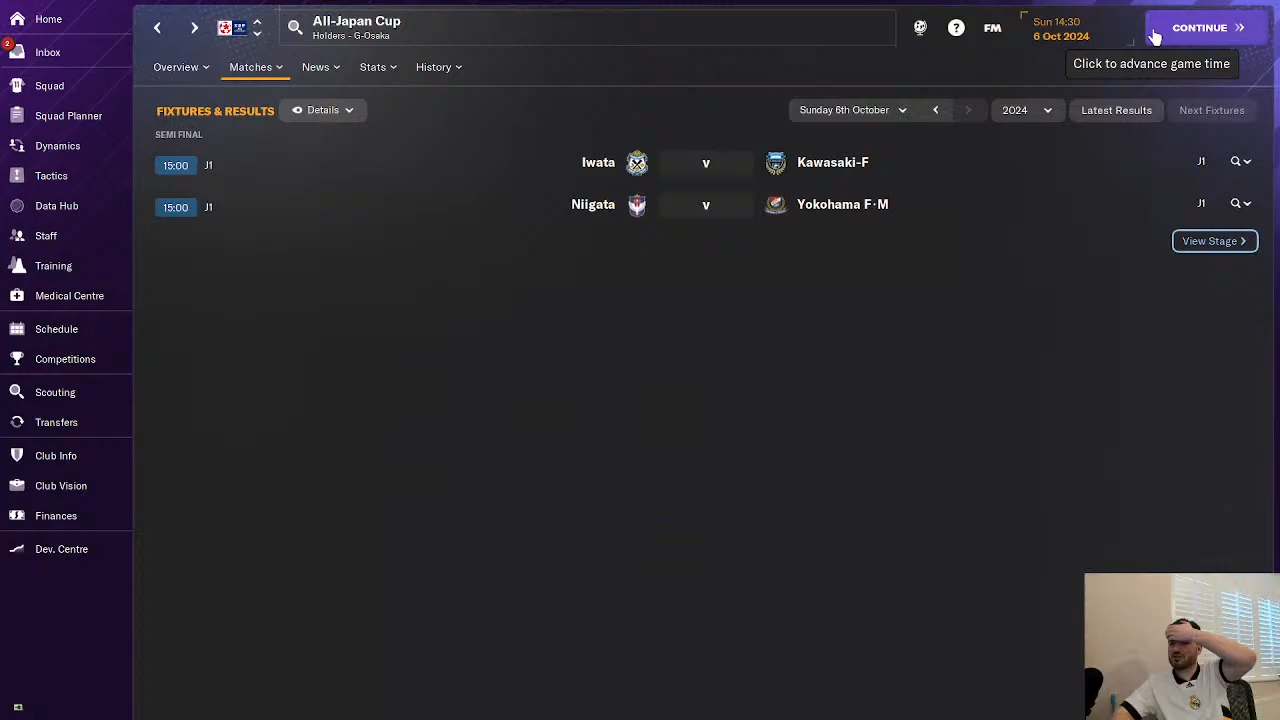 Home
All-Japan Cup
Holders - G-Osaka
FM
Sun 14:30
6 Oct 2024
CONTINUE
Click to advance game time
2
Inbox
Squad
Squad Planner
Dynamics
Tactics
Data Hub
Staff
Training
Medical Centre
Schedule
Competitions
Scouting
Transfers
Club Info
Club Vision
Finances
Dev. Centre
Overview
Matches
News
Stats
History
FIXTURES & RESULTS
Details
Sunday 6th October
2024
Latest Results
Next Fixtures
SEMI FINAL
15:00 J1 Iwata v Kawasaki-F J1
15:00 J1 Niigata v Yokohama F·M J1
View Stage